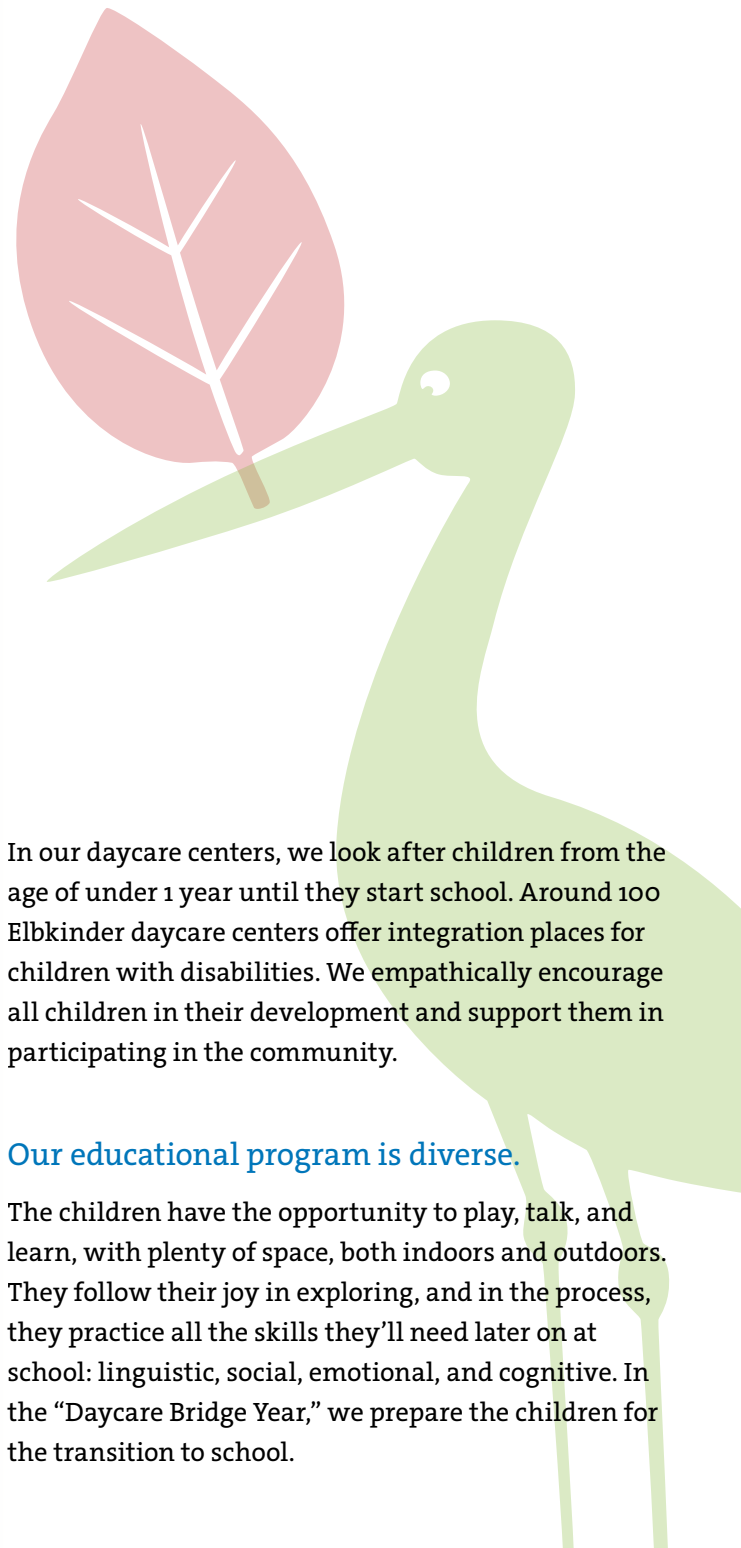 In our daycare centers, we look after children from the
age of under 1 year until they start school. Around 100
Elbkinder daycare centers offer integration places for
children with disabilities. We empathically encourage
all children in their development and support them in
participating in the community.
Our educational program is diverse.
The children have the opportunity to play, talk, and
learn, with plenty of space, both indoors and outdoors.
They follow their joy in exploring, and in the process,
they practice all the skills they’ll need later on at
school: linguistic, social, emotional, and cognitive. In
the “Daycare Bridge Year,” we prepare the children for
the transition to school.